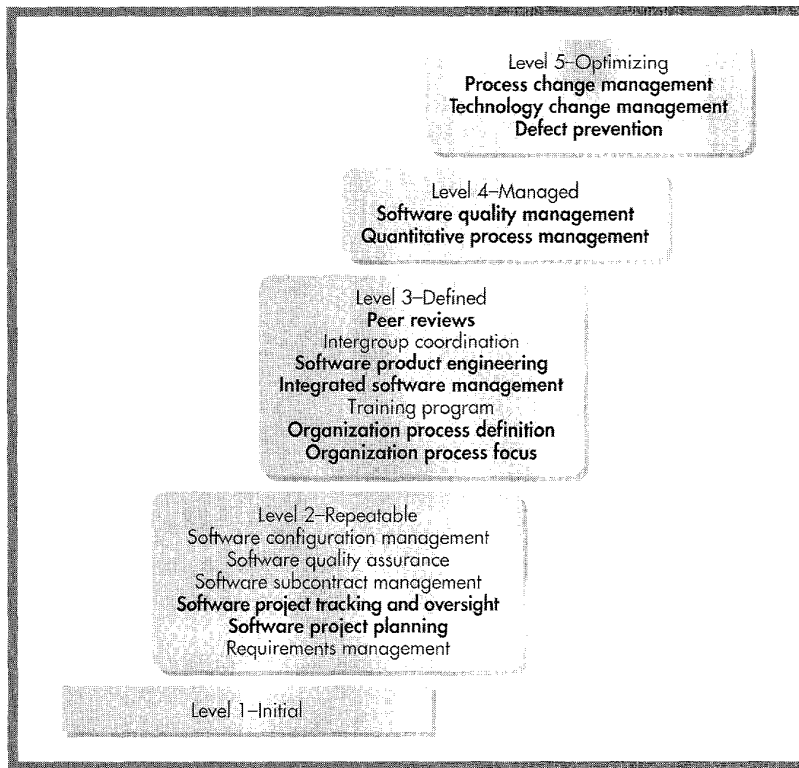 Level 5–Optimizing
Process change management
Technology change management
Defect prevention
Level 4–Managed
Software quality management
Quantitative process management
Level 3–Defined
Peer reviews
Intergroup coordination
Software product engineering
Integrated software management
Training program
Organization process definition
Organization process focus
Level 2–Repeatable
Software configuration management
Software quality assurance
Software subcontract management
Software project tracking and oversight
Software project planning
Requirements management
Level 1–Initial